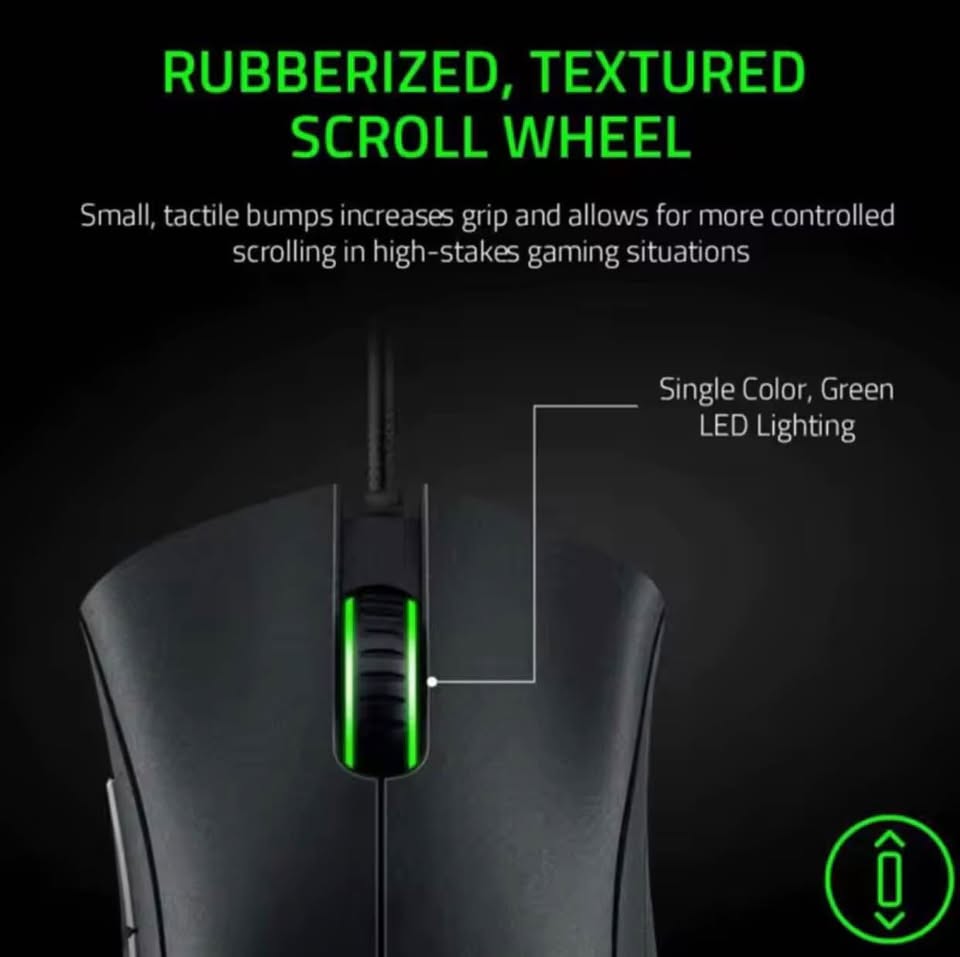 RUBBERIZED, TEXTURED
SCROLL WHEEL
Small, tactile bumps increases grip and allows for more controlled
scrolling in high-stakes gaming situations
Single Color, Green
LED Lighting